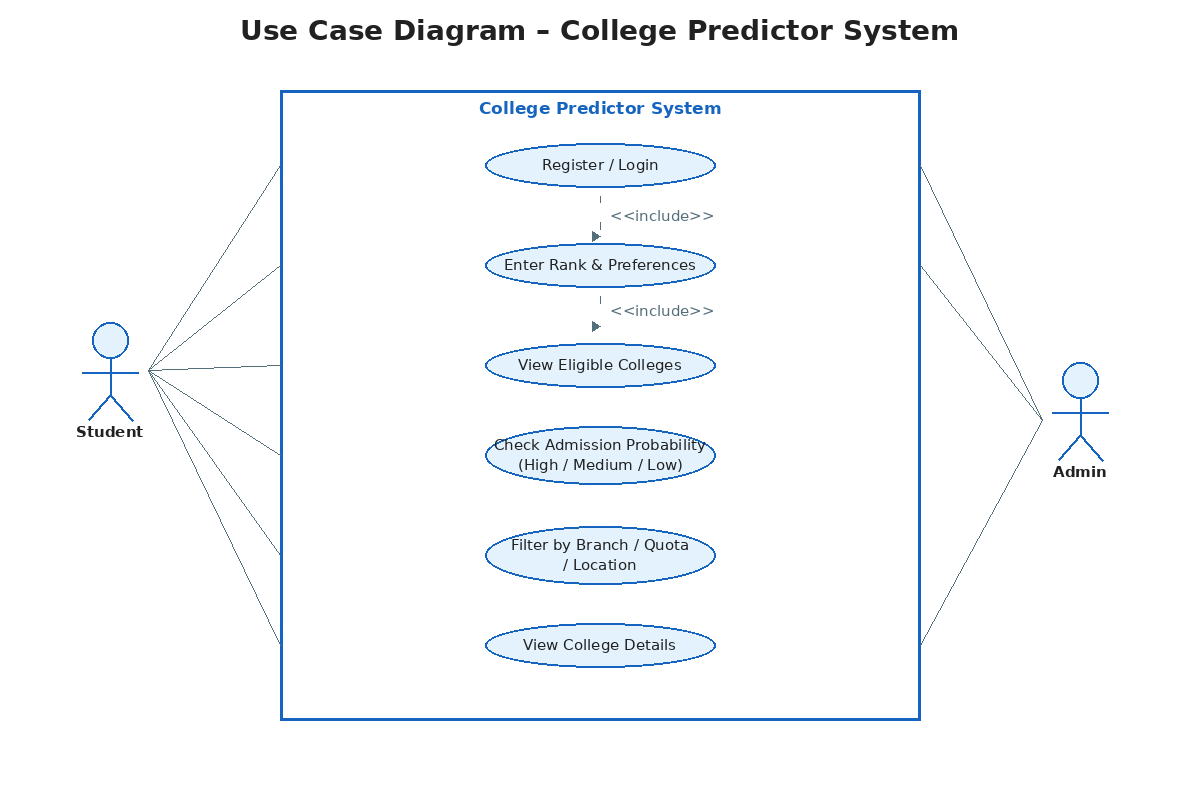 Use Case Diagram – College Predictor System
College Predictor System
Register / Login
<<include>>
Enter Rank & Preferences
<<include>>
View Eligible Colleges
Check Admission Probability
(High / Medium / Low)
Filter by Branch / Quota
/ Location
View College Details
Student
Admin